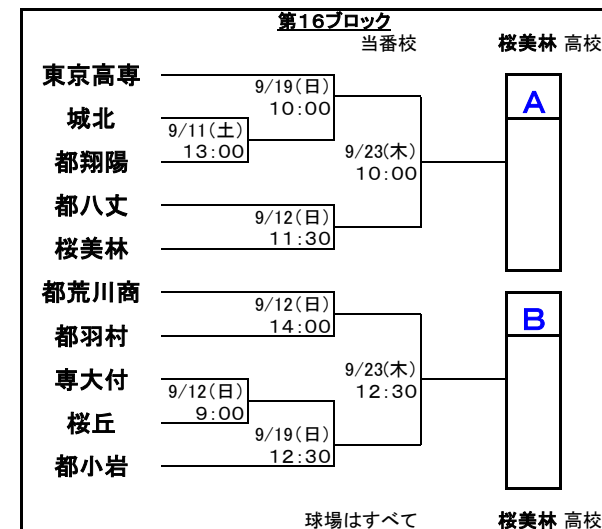 第16ブロック
当番校 桜美林 高校
東京高専
9/19(日)
10:00
A
城北
9/11(土)
13:00
都翔陽
9/23(木)
10:00
都八丈
9/12(日)
11:30
桜美林
都荒川商
9/12(日)
14:00
B
都羽村
専大付
9/23(木)
12:30
9/12(日)
9:00
桜丘
9/19(日)
12:30
都小岩
球場はすべて 桜美林 高校